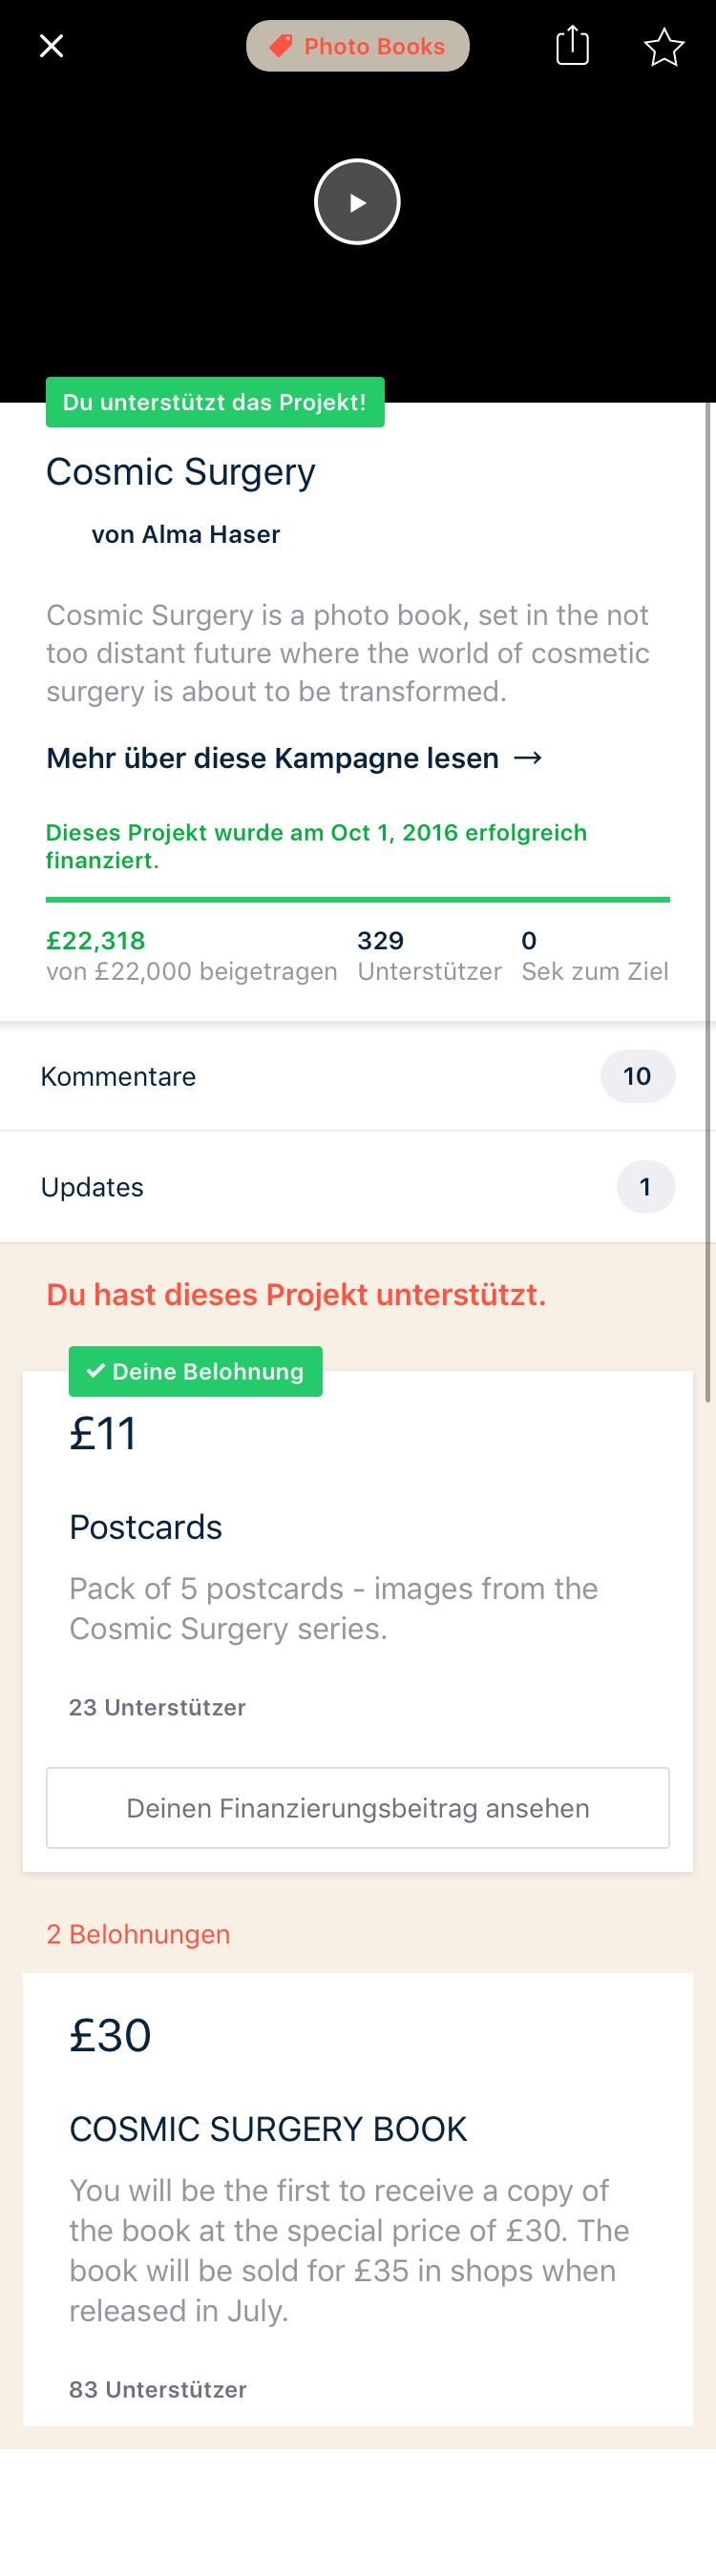 Photo Books
Du unterstützt das Projekt!
Cosmic Surgery
von Alma Haser
Cosmic Surgery is a photo book, set in the not
too distant future where the world of cosmetic
surgery is about to be transformed.
Mehr über diese Kampagne lesen →
Dieses Projekt wurde am Oct 1, 2016 erfolgreich
finanziert.
£22,318 329 0
von £22,000 beigetragen Unterstützer Sek zum Ziel
Kommentare 10
Updates 1
Du hast dieses Projekt unterstützt.
✓ Deine Belohnung
£11
Postcards
Pack of 5 postcards - images from the
Cosmic Surgery series.
23 Unterstützer
Deinen Finanzierungsbeitrag ansehen
2 Belohnungen
£30
COSMIC SURGERY BOOK
You will be the first to receive a copy of
the book at the special price of £30. The
book will be sold for £35 in shops when
released in July.
83 Unterstützer